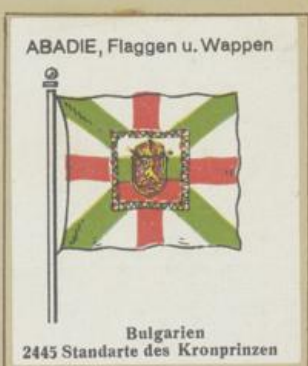 ABADIE, Flaggen u. Wappen
Bulgarien
2445 Standarte des Kronprinzen